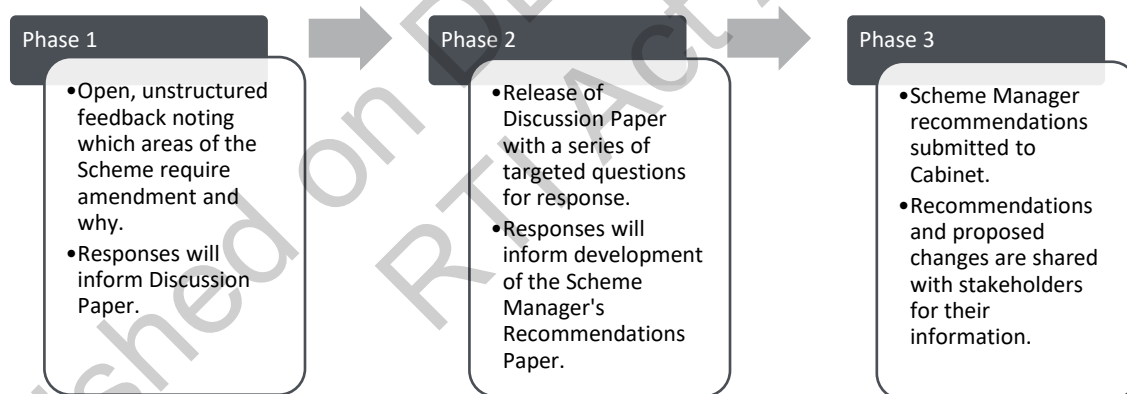 Phase 1
•Open, unstructured
feedback noting
which areas of the
Scheme require
amendment and
why.
•Responses will
inform Discussion
Paper.
Phase 2
•Release of
Discussion Paper
with a series of
targeted questions
for response.
•Responses will
inform development
of the Scheme
Manager's
Recommendations
Paper.
Phase 3
•Scheme Manager
recommendations
submitted to
Cabinet.
•Recommendations
and proposed
changes are shared
with stakeholders
for their
information.
RTI Act